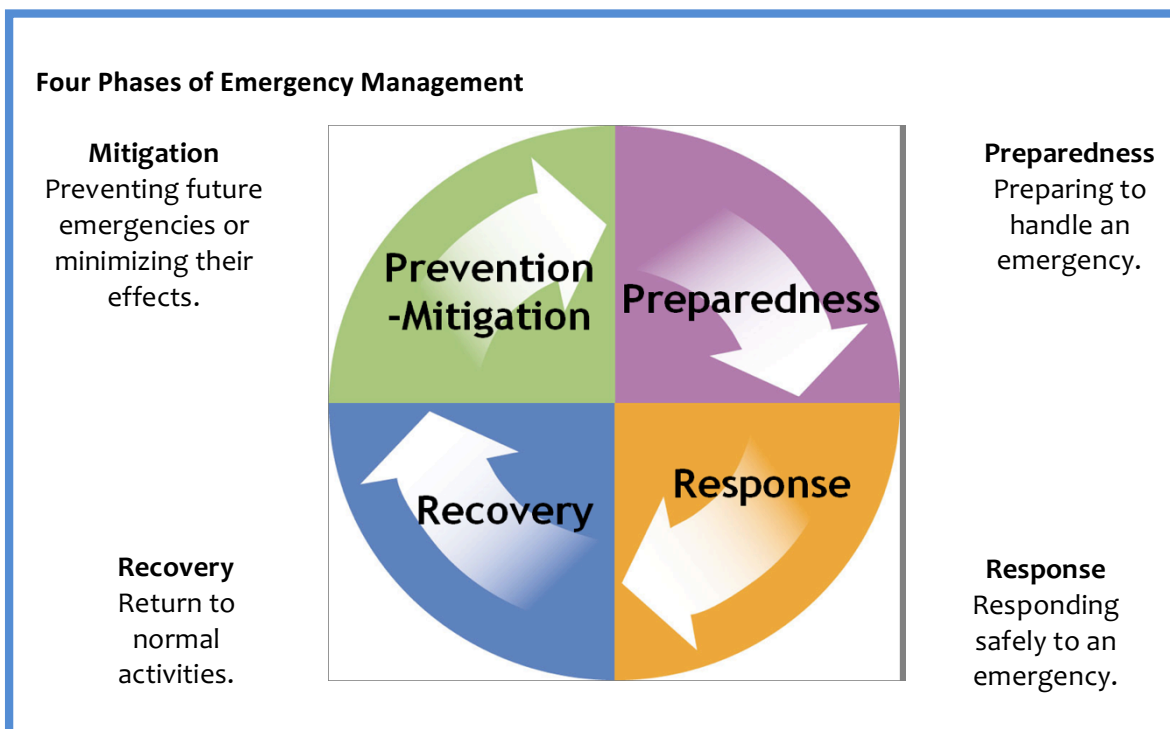 Four Phases of Emergency Management
Mitigation
Preventing future
emergencies or
minimizing their
effects.
Preparedness
Preparing to
handle an
emergency.
Prevention
-Mitigation
Preparedness
Recovery
Response
Recovery
Return to
normal
activities.
Response
Responding
safely to an
emergency.